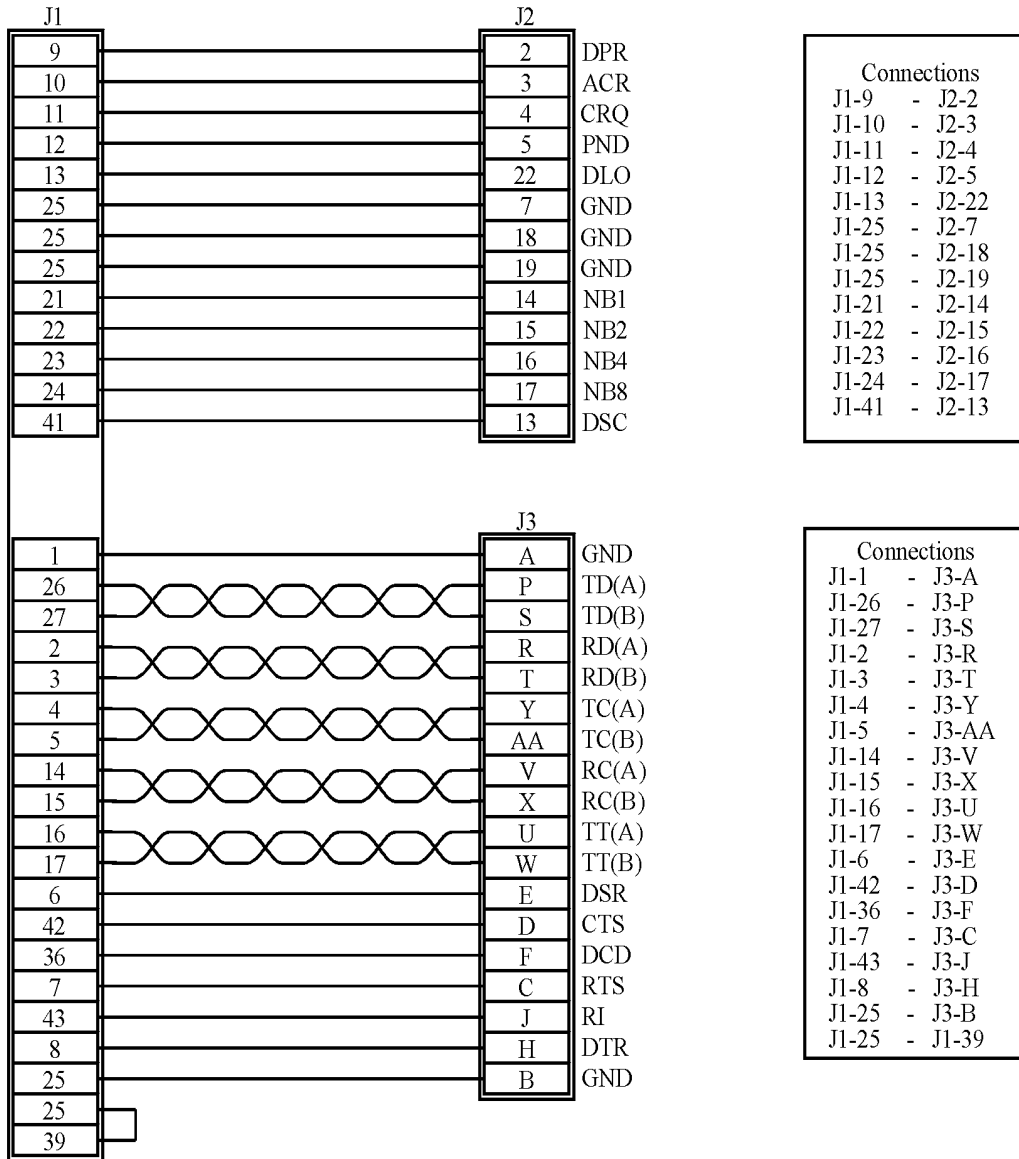 J1 J2
9 2 DPR
10 3 ACR
11 4 CRQ
12 5 PND
13 22 DLO
25 7 GND
25 18 GND
25 19 GND
21 14 NB1
22 15 NB2
23 16 NB4
24 17 NB8
41 13 DSC
Connections
J1-9 - J2-2
J1-10 - J2-3
J1-11 - J2-4
J1-12 - J2-5
J1-13 - J2-22
J1-25 - J2-7
J1-25 - J2-18
J1-25 - J2-19
J1-21 - J2-14
J1-22 - J2-15
J1-23 - J2-16
J1-24 - J2-17
J1-41 - J2-13
J3
1 A GND
26 P TD(A)
27 S TD(B)
2 R RD(A)
3 T RD(B)
4 Y TC(A)
5 AA TC(B)
14 V RC(A)
15 X RC(B)
16 U TT(A)
17 W TT(B)
6 E DSR
42 D CTS
36 F DCD
7 C RTS
43 J RI
8 H DTR
25 B GND
25
39
Connections
J1-1 - J3-A
J1-26 - J3-P
J1-27 - J3-S
J1-2 - J3-R
J1-3 - J3-T
J1-4 - J3-Y
J1-5 - J3-AA
J1-14 - J3-V
J1-15 - J3-X
J1-16 - J3-U
J1-17 - J3-W
J1-6 - J3-E
J1-42 - J3-D
J1-36 - J3-F
J1-7 - J3-C
J1-43 - J3-J
J1-8 - J3-H
J1-25 - J3-B
J1-25 - J1-39